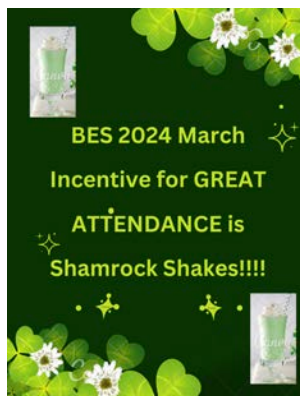 BES 2024 March
Incentive for GREAT
ATTENDANCE is
Shamrock Shakes!!!!